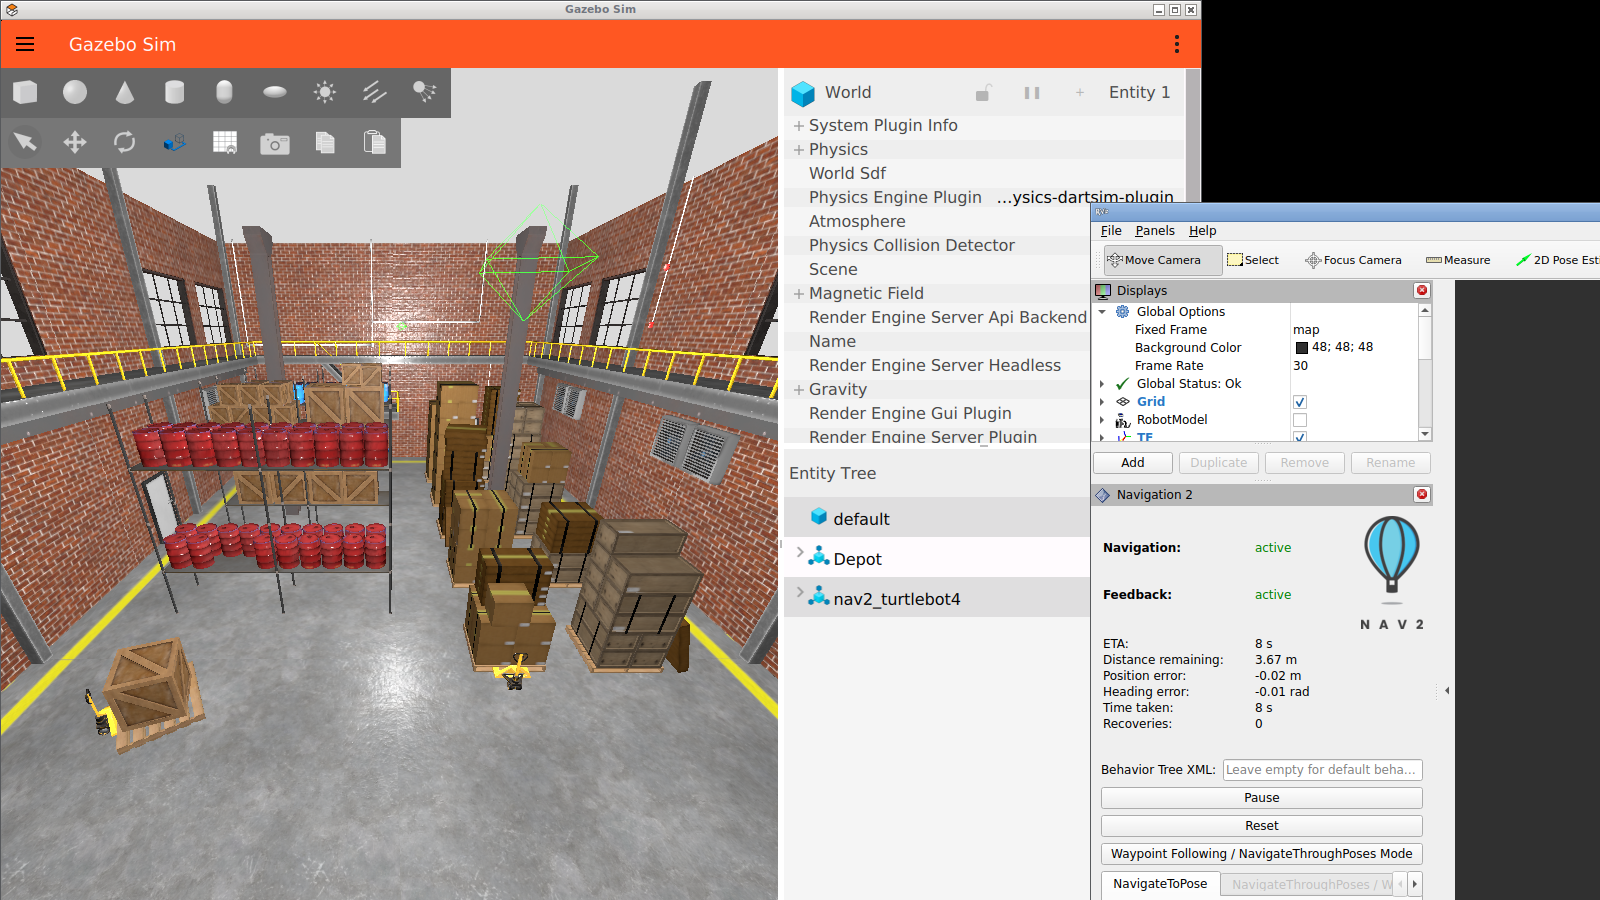 Gazebo Sim
Gazebo Sim
World
Entity 1
System Plugin Info
Physics
World Sdf
Physics Engine Plugin ...ysics-dartsim-plugin
Atmosphere
Physics Collision Detector
Scene
Magnetic Field
Render Engine Server Api Backend
Name
Render Engine Server Headless
Gravity
Render Engine Gui Plugin
Render Engine Server Plugin
Entity Tree
default
Depot
nav2_turtlebot4
File Panels Help
Move Camera Select Focus Camera Measure 2D Pose Esti
Displays
Global Options
Fixed Frame map
Background Color 48; 48; 48
Frame Rate 30
Global Status: Ok
Grid
RobotModel
TF
Add Duplicate Remove Rename
Navigation 2
Navigation: active
Feedback: active
NAV2
ETA: 8 s
Distance remaining: 3.67 m
Position error: -0.02 m
Heading error: -0.01 rad
Time taken: 8 s
Recoveries: 0
Behavior Tree XML: Leave empty for default beha...
Pause
Reset
Waypoint Following / NavigateThroughPoses Mode
NavigateToPose NavigateThroughPoses / W